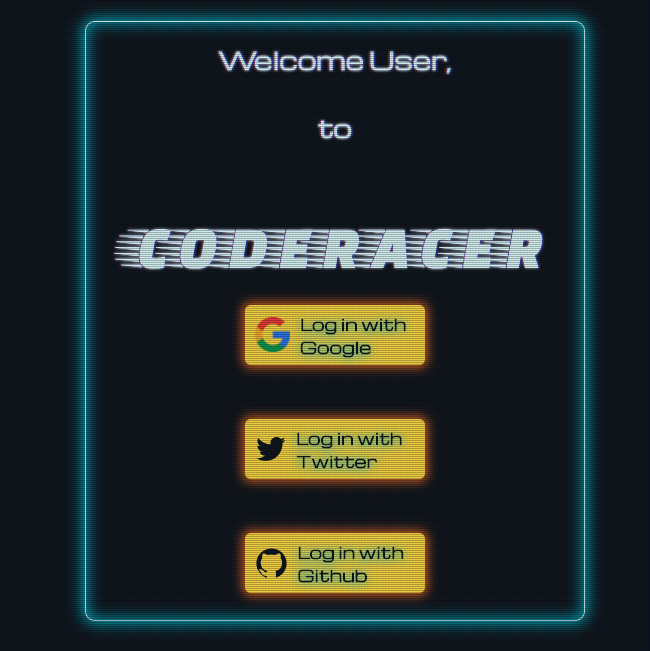 Welcome User,
to
CODERACER
Log in with
Google
Log in with
Twitter
Log in with
Github